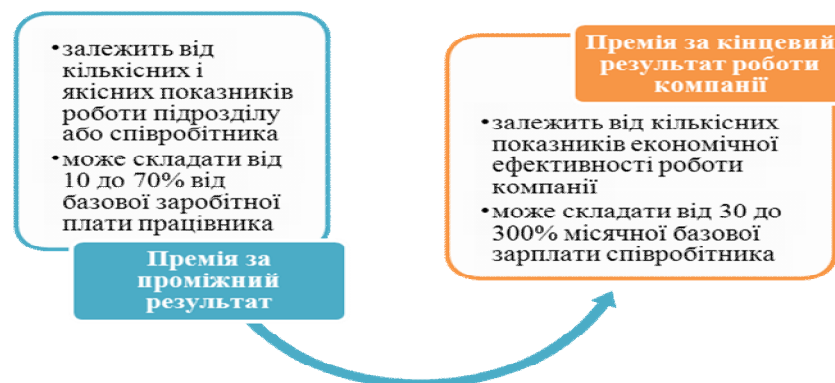 •залежить від
кількісних і
якісних показників
роботи підрозділу
або співробітника
•може складати від
10 до 70% від
базової заробітної
плати працівника
Премія за
проміжний
результат
Премія за кінцевий
результат роботи
компанії
•залежить від кількісних
показників економічної
ефективності роботи
компанії
•може складати від 30 до
300% місячної базової
зарплати співробітника